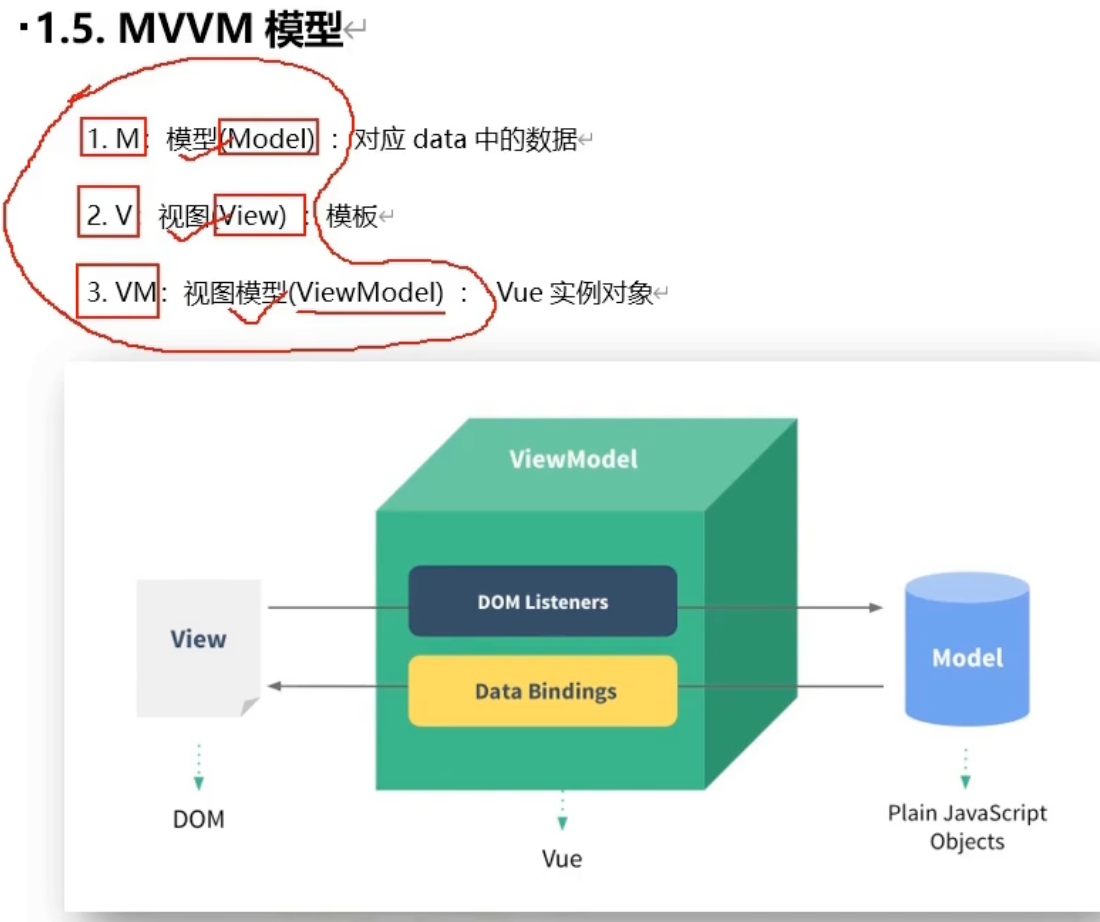 1.5. MVVM 模型
1. M: 模型(Model) ：对应 data 中的数据
2. V 视图(View) ：模板
3. VM: 视图模型(ViewModel) ： Vue 实例对象
ViewModel
DOM Listeners
View
Model
Data Bindings
DOM
Plain JavaScript
Objects
Vue